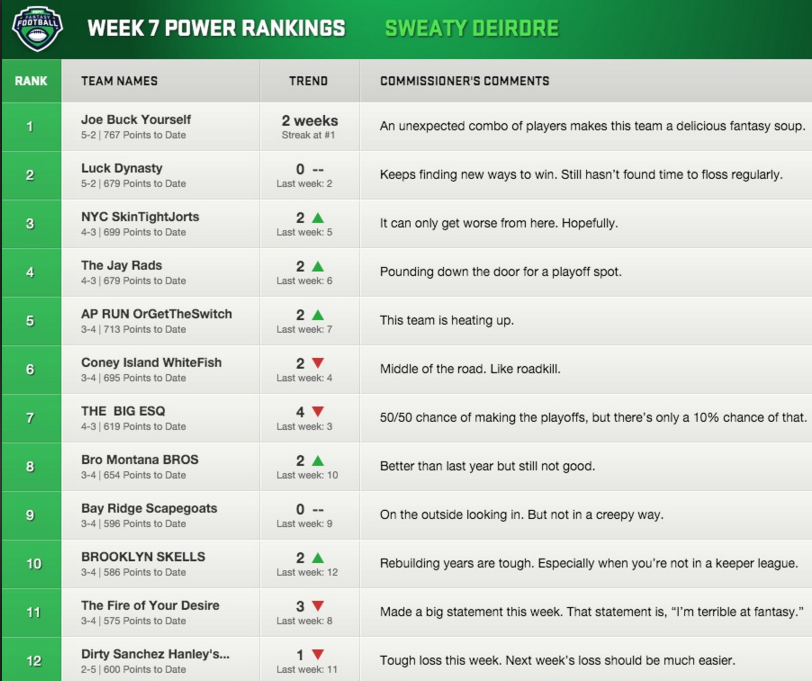 FANTASY
FOOTBALL
WEEK 7 POWER RANKINGS SWEATY DEIRDRE
RANK TEAM NAMES TREND COMMISSIONER'S COMMENTS
1 Joe Buck Yourself 2 weeks An unexpected combo of players makes this team a delicious fantasy soup.
5-2 | 767 Points to Date Streak at #1
2 Luck Dynasty 0 -- Keeps finding new ways to win. Still hasn't found time to floss regularly.
5-2 | 679 Points to Date Last week: 2
3 NYC SkinTightJorts 2 ▲ It can only get worse from here. Hopefully.
4-3 | 699 Points to Date Last week: 5
4 The Jay Rads 2 ▲ Pounding down the door for a playoff spot.
4-3 | 679 Points to Date Last week: 6
5 AP RUN OrGetTheSwitch 2 ▲ This team is heating up.
3-4 | 713 Points to Date Last week: 7
6 Coney Island WhiteFish 2 ▼ Middle of the road. Like roadkill.
3-4 | 695 Points to Date Last week: 4
7 THE BIG ESQ 4 ▼ 50/50 chance of making the playoffs, but there's only a 10% chance of that.
4-3 | 619 Points to Date Last week: 3
8 Bro Montana BROS 2 ▲ Better than last year but still not good.
3-4 | 654 Points to Date Last week: 10
9 Bay Ridge Scapegoats 0 -- On the outside looking in. But not in a creepy way.
3-4 | 596 Points to Date Last week: 9
10 BROOKLYN SKELLS 2 ▲ Rebuilding years are tough. Especially when you're not in a keeper league.
3-4 | 586 Points to Date Last week: 12
11 The Fire of Your Desire 3 ▼ Made a big statement this week. That statement is, "I'm terrible at fantasy."
3-4 | 575 Points to Date Last week: 8
12 Dirty Sanchez Hanley's... 1 ▼ Tough loss this week. Next week's loss should be much easier.
2-5 | 600 Points to Date Last week: 11